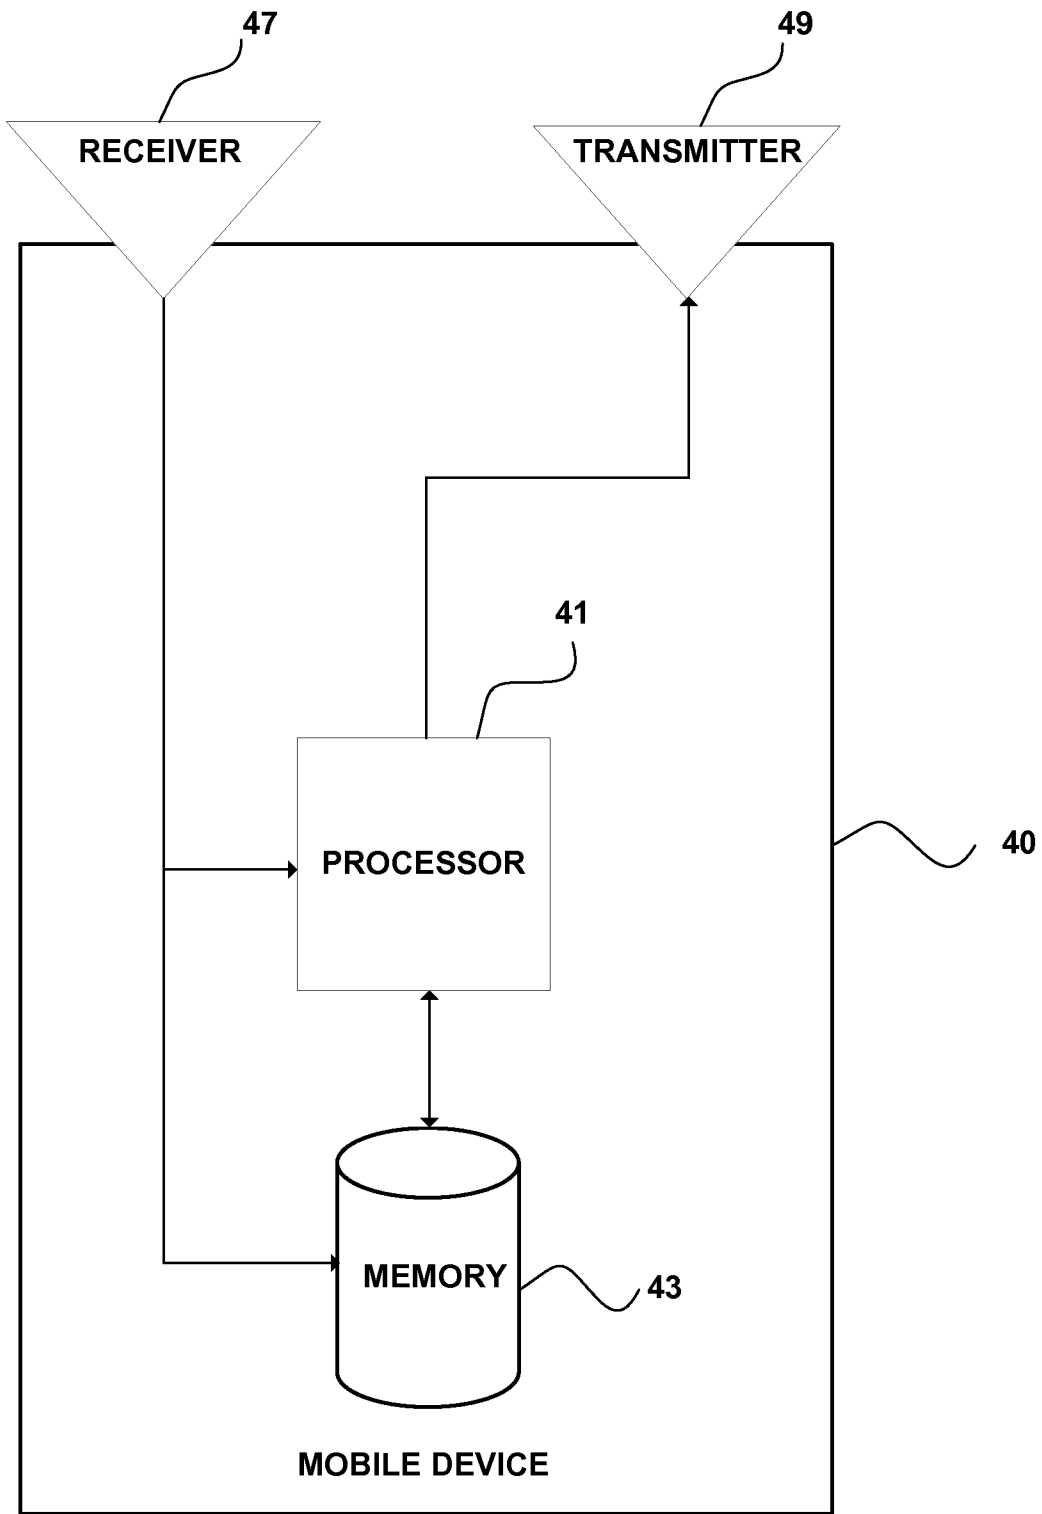 47
49
RECEIVER
TRANSMITTER
41
PROCESSOR
40
MEMORY
43
MOBILE DEVICE